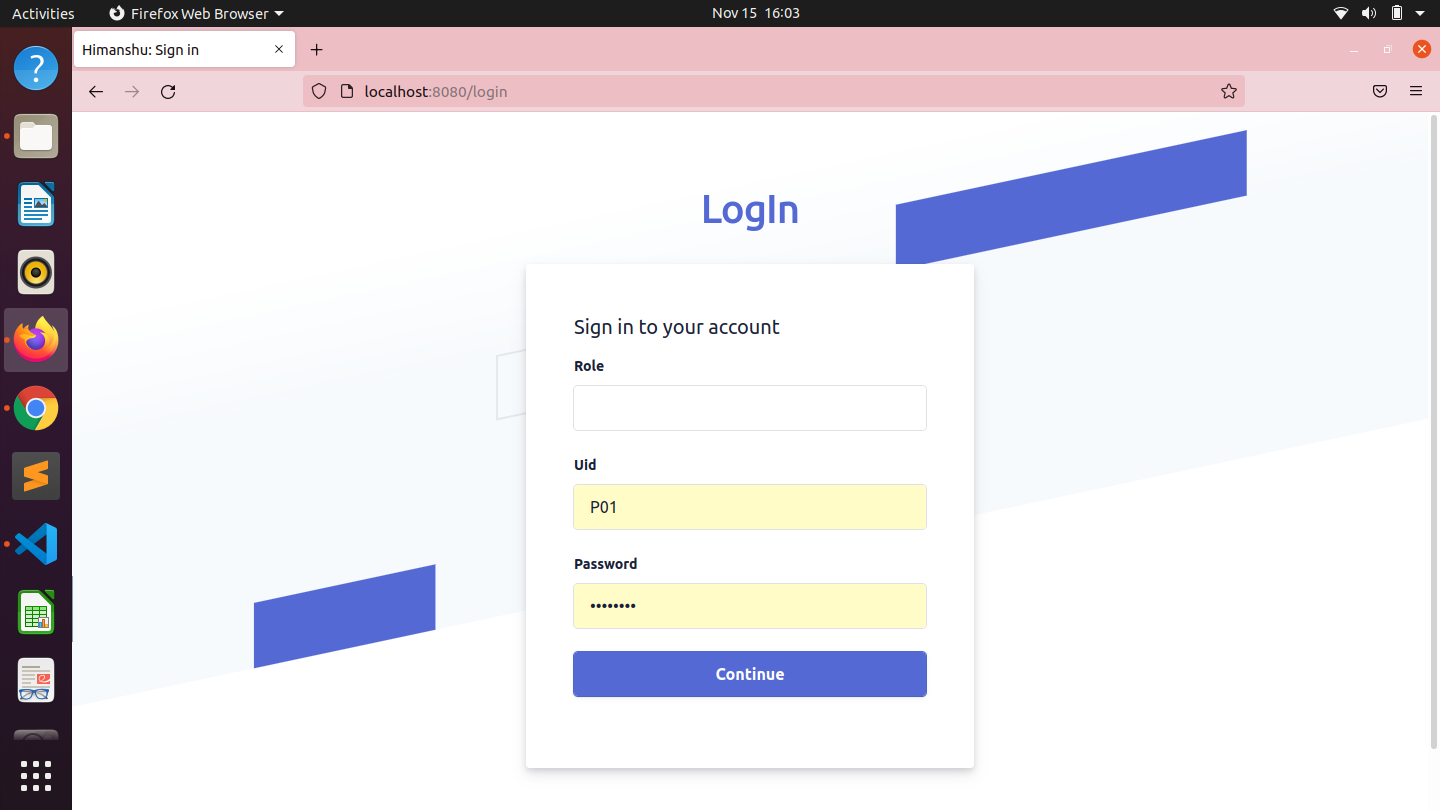 Activities Firefox Web Browser Nov 15 16:03
Himanshu: Sign in
localhost:8080/login
LogIn
Sign in to your account
Role
Uid
P01
Password
••••••••
Continue